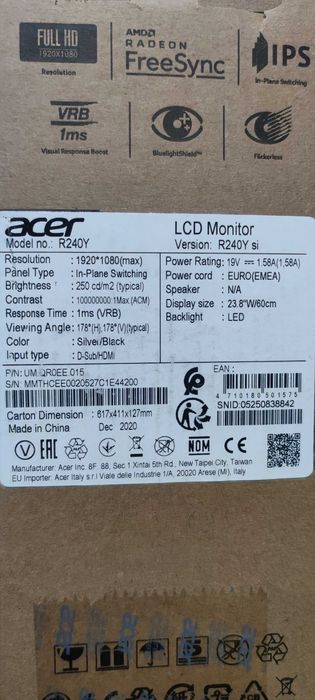 FULL HD
1920X1080
Resolution
AMD
RADEON
FreeSync
IPS
In-Plane Switching
VRB
1ms
Visual Response Boost
BluelightShield™
Flickerless
acer
LCD Monitor
Model no.: R240Y
Version: R240Y si
Resolution : 1920*1080(max)
Panel Type : In-Plane Switching
Brightness : 250 cd/m2 (typical)
Contrast : 100000000:1Max (ACM)
Response Time : 1ms (VRB)
Viewing Angle : 178°(H),178°(V)(typical)
Color : Silver/Black
Input type : D-Sub/HDMI
Power Rating: 19V 1.58A(1,58A)
Power cord : EURO(EMEA)
Speaker : N/A
Display size : 23.8"W/60cm
Backlight : LED
P/N: UM.QR0EE.015
S/N: MMTHCEE0020527C1E44200
EAN :
4 710180 501575
SNID:05250838842
Carton Dimension : 617x411x127mm
Made in China Dec 2020
EAC
NOM
CE
Manufacturer: Acer Inc 8F. 88, Sec 1 Xintai 5th Rd., New Taipei City, Taiwan
EU Importer: Acer Italy s.r.l Viale delle Industrie 1/A, 20020 Arese (MI), Italy
acer
5